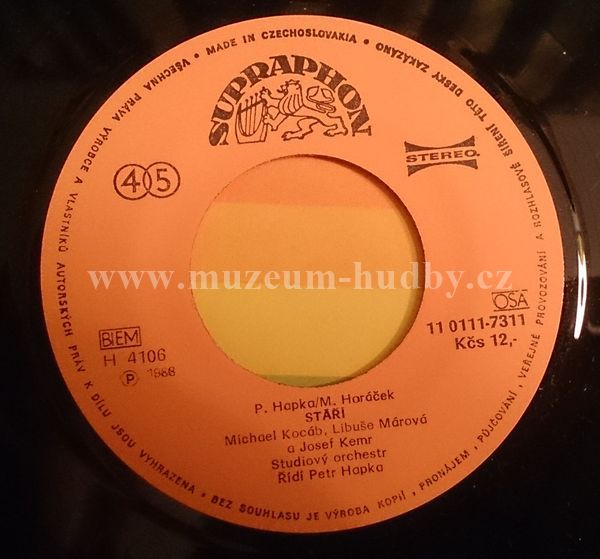 • MADE IN CZECHOSLOVAKIA • VŠECHNA PRÁVA VÝROBCE A VLASTNÍKŮ AUTORSKÝCH PRÁV K DÍLU JSOU VYHRAZENA • BEZ SOUHLASU JE VÝROBA KOPIÍ, PRONÁJEM, PŮJČOVÁNÍ, VEŘEJNÉ PROVOZOVÁNÍ A ROZHLASOVÉ ŠÍŘENÍ TÉTO DESKY ZAKÁZÁNO
SUPRAPHON
45
STEREO
www.muzeum-hudby.cz
BIEM
H 4106
Ⓟ 1988
OSA
11 0111-7311
Kčs 12,-
P. Hapka/M. Horáček
STÁŘÍ
Michael Kocáb, Libuše Márová
a Josef Kemr
Studiový orchestr
Řídí Petr Hapka